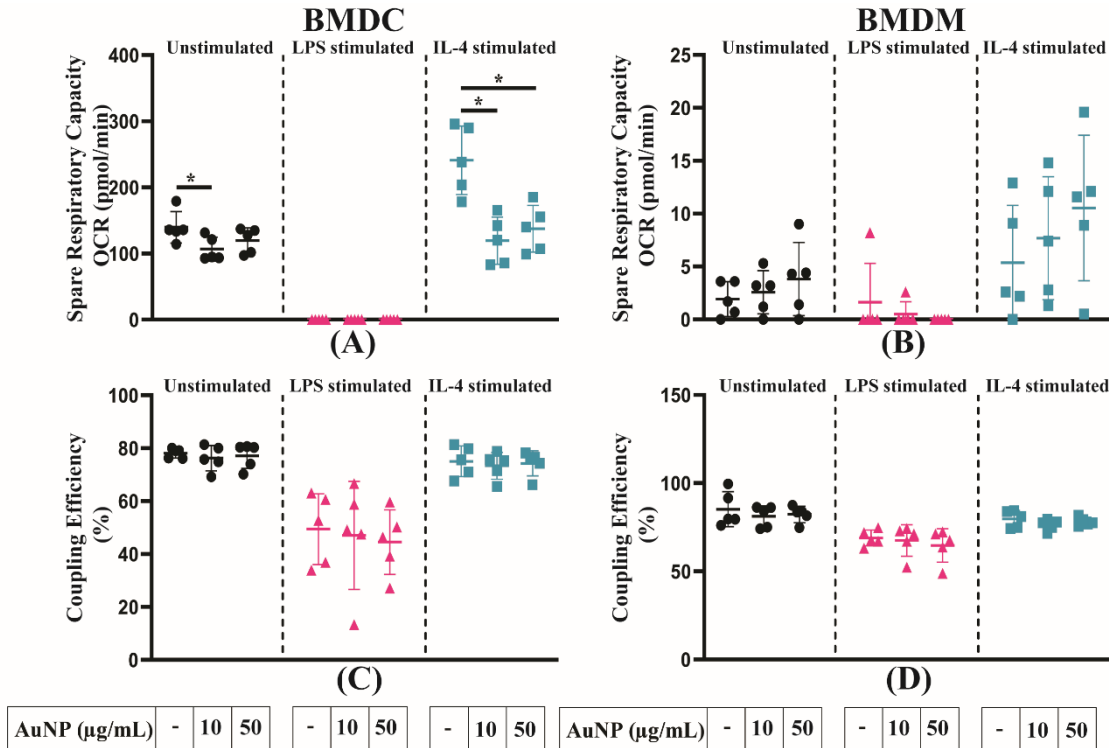 BMDC
BMDM
Unstimulated LPS stimulated IL-4 stimulated
Spare Respiratory Capacity
OCR (pmol/min)
400
300
200
100
0
*
*
*
(A)
Unstimulated LPS stimulated IL-4 stimulated
Spare Respiratory Capacity
OCR (pmol/min)
25
20
15
10
5
0
(B)
Unstimulated LPS stimulated IL-4 stimulated
Coupling Efficiency
(%)
100
80
60
40
20
0
(C)
Unstimulated LPS stimulated IL-4 stimulated
Coupling Efficiency
(%)
150
100
50
0
(D)
AuNP (µg/mL) - 10 50 - 10 50 - 10 50
AuNP (µg/mL) - 10 50 - 10 50 - 10 50